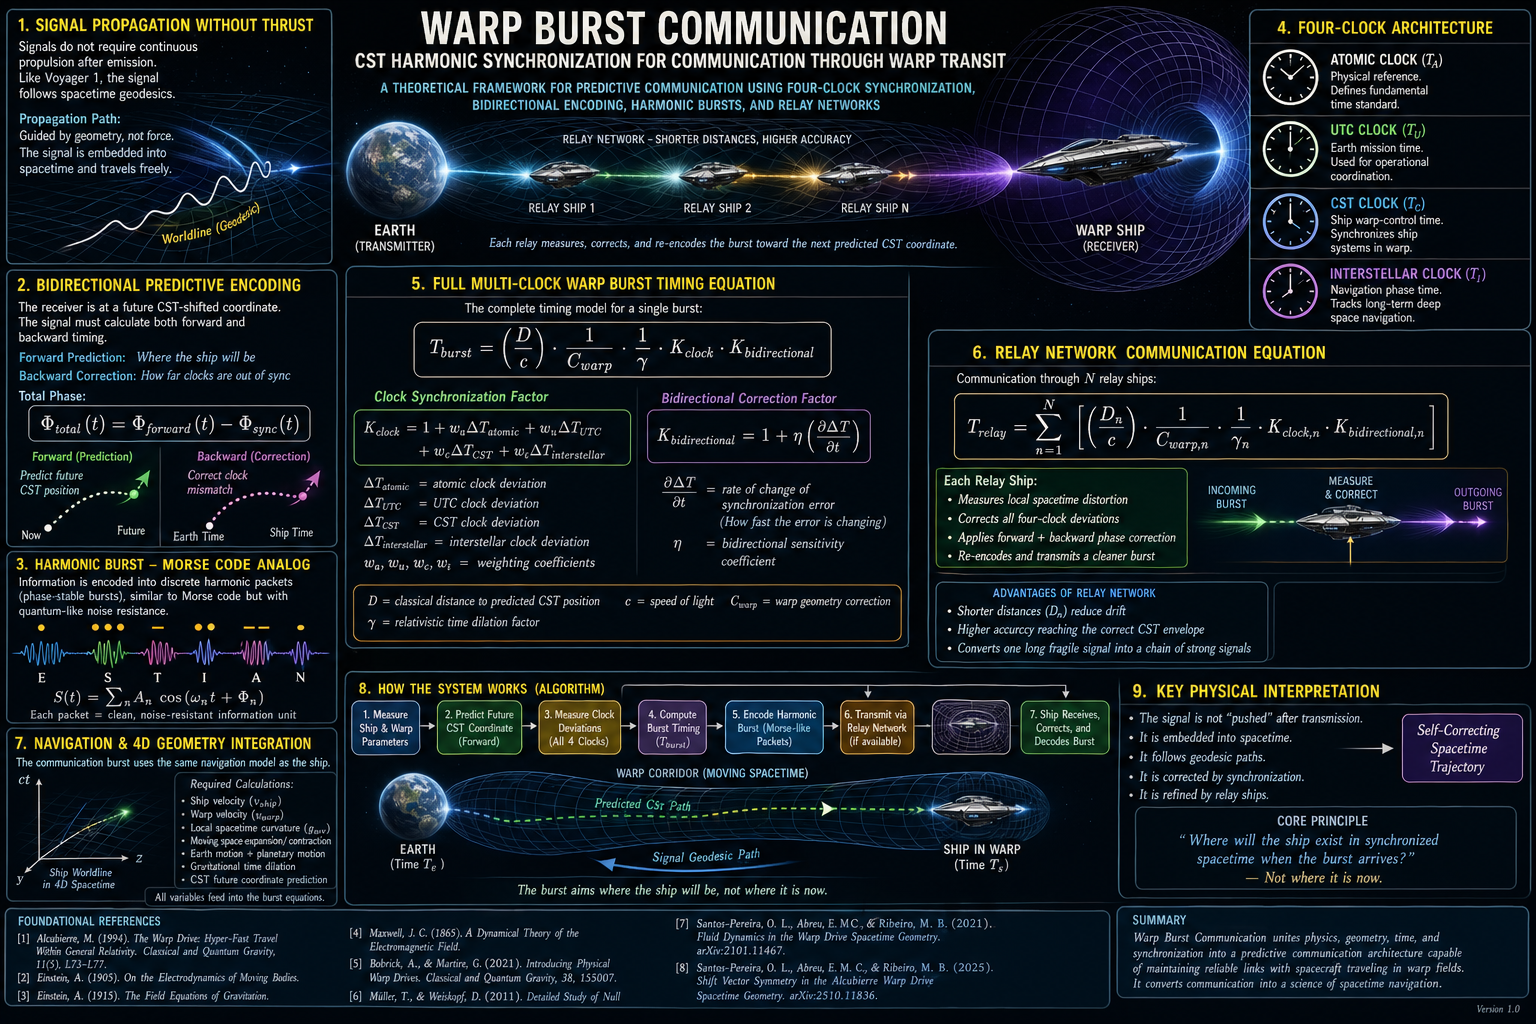 WARP BURST COMMUNICATION
CST HARMONIC SYNCHRONIZATION FOR COMMUNICATION THROUGH WARP TRANSIT
A THEORETICAL FRAMEWORK FOR PREDICTIVE COMMUNICATION USING FOUR-CLOCK SYNCHRONIZATION,
BIDIRECTIONAL ENCODING, HARMONIC BURSTS, AND RELAY NETWORKS
RELAY NETWORK – SHORTER DISTANCES, HIGHER ACCURACY
RELAY SHIP 1
RELAY SHIP 2
RELAY SHIP N
EARTH
(TRANSMITTER)
WARP SHIP
(RECEIVER)
Each relay measures, corrects, and re-encodes the burst toward the next predicted CST coordinate.
1. SIGNAL PROPAGATION WITHOUT THRUST
Signals do not require continuous
propulsion after emission.
Like Voyager 1, the signal
follows spacetime geodesics.
Propagation Path:
Guided by geometry, not force.
The signal is embedded into
spacetime and travels freely.
Worldline (Geodesic)
2. BIDIRECTIONAL PREDICTIVE ENCODING
The receiver is at a future CST-shifted coordinate.
The signal must calculate both forward and
backward timing.
Forward Prediction: Where the ship will be
Backward Correction: How far clocks are out of sync
Total Phase:
Φ_total (t) = Φ_forward (t) − Φ_sync (t)
Forward (Prediction)
Predict future
CST position
Now
Future
Backward (Correction)
Correct clock
mismatch
Earth Time
Ship Time
3. HARMONIC BURST – MORSE CODE ANALOG
Information is encoded into discrete harmonic packets
(phase-stable bursts), similar to Morse code but with
quantum-like noise resistance.
E S T I A N
S(t) = ∑_n A_n cos (ω_n t + Φ_n)
Each packet = clean, noise-resistant information unit
4. FOUR-CLOCK ARCHITECTURE
ATOMIC CLOCK (T_A)
Physical reference.
Defines fundamental
time standard.
UTC CLOCK (T_U)
Earth mission time.
Used for operational
coordination.
CST CLOCK (T_C)
Ship warp-control time.
Synchronizes ship
systems in warp.
INTERSTELLAR CLOCK (T_I)
Navigation phase time.
Tracks long-term deep
space navigation.
5. FULL MULTI-CLOCK WARP BURST TIMING EQUATION
The complete timing model for a single burst:
T_burst = (D/c) · 1/C_warp · 1/γ · K_clock · K_bidirectional
Clock Synchronization Factor
K_clock = 1 + w_a ΔT_atomic + w_u ΔT_UTC
+ w_c ΔT_CST + w_c ΔT_interstellar
ΔT_atomic = atomic clock deviation
ΔT_UTC = UTC clock deviation
ΔT_CST = CST clock deviation
ΔT_interstellar = interstellar clock deviation
w_a, w_u, w_c, w_i = weighting coefficients
Bidirectional Correction Factor
K_bidirectional = 1 + η (∂ΔT/∂t)
∂ΔT/∂t = rate of change of
synchronization error
(How fast the error is changing)
η = bidirectional sensitivity
coefficient
D = classical distance to predicted CST position c = speed of light C_warp = warp geometry correction
γ = relativistic time dilation factor
6. RELAY NETWORK COMMUNICATION EQUATION
Communication through N relay ships:
T_relay = ∑_{n=1}^{N} [(D_n/c) · 1/C_warp,n · 1/γ_n · K_clock,n · K_bidirectional,n]
Each Relay Ship:
• Measures local spacetime distortion
• Corrects all four-clock deviations
• Applies forward + backward phase correction
• Re-encodes and transmits a cleaner burst
INCOMING
BURST
MEASURE
& CORRECT
OUTGOING
BURST
ADVANTAGES OF RELAY NETWORK
• Shorter distances (D_n) reduce drift
• Higher accurccy reaching the correct CST envelope
• Converts one long fragile signal into a chain of strong signals
7. NAVIGATION & 4D GEOMETRY INTEGRATION
The communication burst uses the same navigation model as the ship.
ct
z
y
Ship Worldline
in 4D Spacetime
Required Calculations:
• Ship velocity (v_ship)
• Warp velocity (u_warp)
• Local spacetime curvature
• Moving space expansion/contraction
• Earth motion + planetary motion
• Gravitational time dilation
• CST future coordinate prediction
All variables feed into the burst equations.
8. HOW THE SYSTEM WORKS (ALGORITHM)
1. Measure
Ship & Warp
Parameters
2. Predict Future
CST Coordinate
(Forward)
3. Measure Clock
Deviations
(All 4 Clocks)
4. Compute
Burst Timing
(T_burst)
5. Encode Harmonic
Burst (Morse-like
Packets)
6. Transmit via
Relay Network
(if available)
7. Ship Receives,
Corrects, and
Decodes Burst
WARP CORRIDOR (MOVING SPACETIME)
Predicted CST Path
Signal Geodesic Path
EARTH
(Time T_e)
SHIP IN WARP
(Time T_s)
The burst aims where the ship will be, not where it is now.
9. KEY PHYSICAL INTERPRETATION
• The signal is not “pushed” after transmission.
• It is embedded into spacetime.
• It follows geodesic paths.
• It is corrected by synchronization.
• It is refined by relay ships.
Self-Correcting
Spacetime
Trajectory
CORE PRINCIPLE
“ Where will the ship exist in synchronized
spacetime when the burst arrives?”
— Not where it is now.
FOUNDATIONAL REFERENCES
[1] Alcubierre, M. (1994). The Warp Drive: Hyper-Fast Travel
Within General Relativity. Classical and Quantum Gravity,
11(5), L73–L77.
[2] Einstein, A. (1905). On the Electrodynamics of Moving Bodies.
[3] Einstein, A. (1915). The Field Equations of Gravitation.
[4] Maxwell, J. C. (1865). A Dynamical Theory of the
Electromagnetic Field.
[5] Bobrick, A., & Martire, G. (2021). Introducing Physical
Warp Drives. Classical and Quantum Gravity, 38, 155007.
[6] Müller, T., & Weiskopf, D. (2011). Detailed Study of Null
[7] Santos-Pereira, O. L., Abreu, E. M.C., & Ribeiro, M. B. (2021).
Fluid Dynamics in the Warp Drive Spacetime Geometry.
arXiv:2101.11467.
[8] Santos-Pereira, O. L., Abreu, E. M. C., & Ribeiro, M. B. (2025).
Shift Vector Symmetry in the Alcubierre Warp Drive
Spacetime Geometry. arXiv:2510.11836.
SUMMARY
Warp Burst Communication unites physics, geometry, time, and
synchronization into a predictive communication architecture capable
of maintaining reliable links with spacecraft traveling in warp fields.
It converts communication into a science of spacetime navigation.
Version 1.0